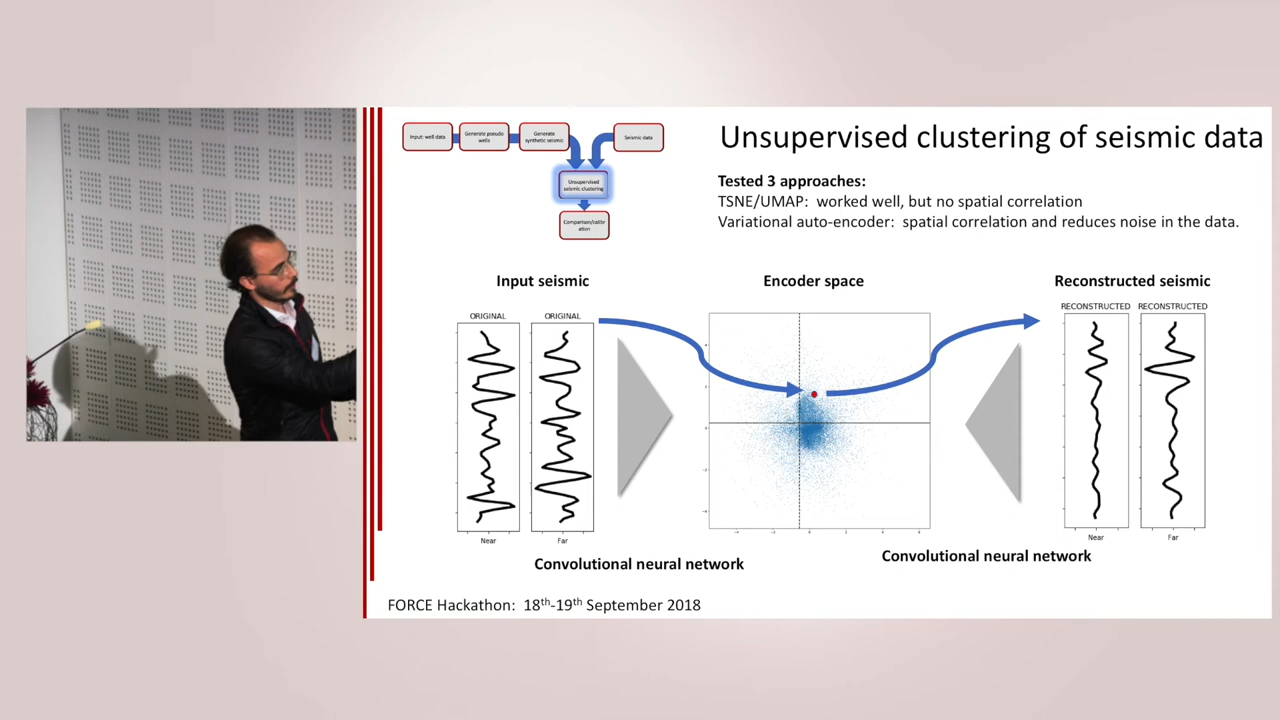 Input: well data
Generate pseudo
wells
Generate
synthetic seismic
Seismic data
Unsupervised
seismic clustering
Comparison/calibr
ation
Unsupervised clustering of seismic data
Tested 3 approaches:
TSNE/UMAP: worked well, but no spatial correlation
Variational auto-encoder: spatial correlation and reduces noise in the data.
Input seismic
Encoder space
Reconstructed seismic
ORIGINAL
ORIGINAL
RECONSTRUCTED
RECONSTRUCTED
Near
Far
Near
Far
Convolutional neural network
Convolutional neural network
FORCE Hackathon: 18th-19th September 2018